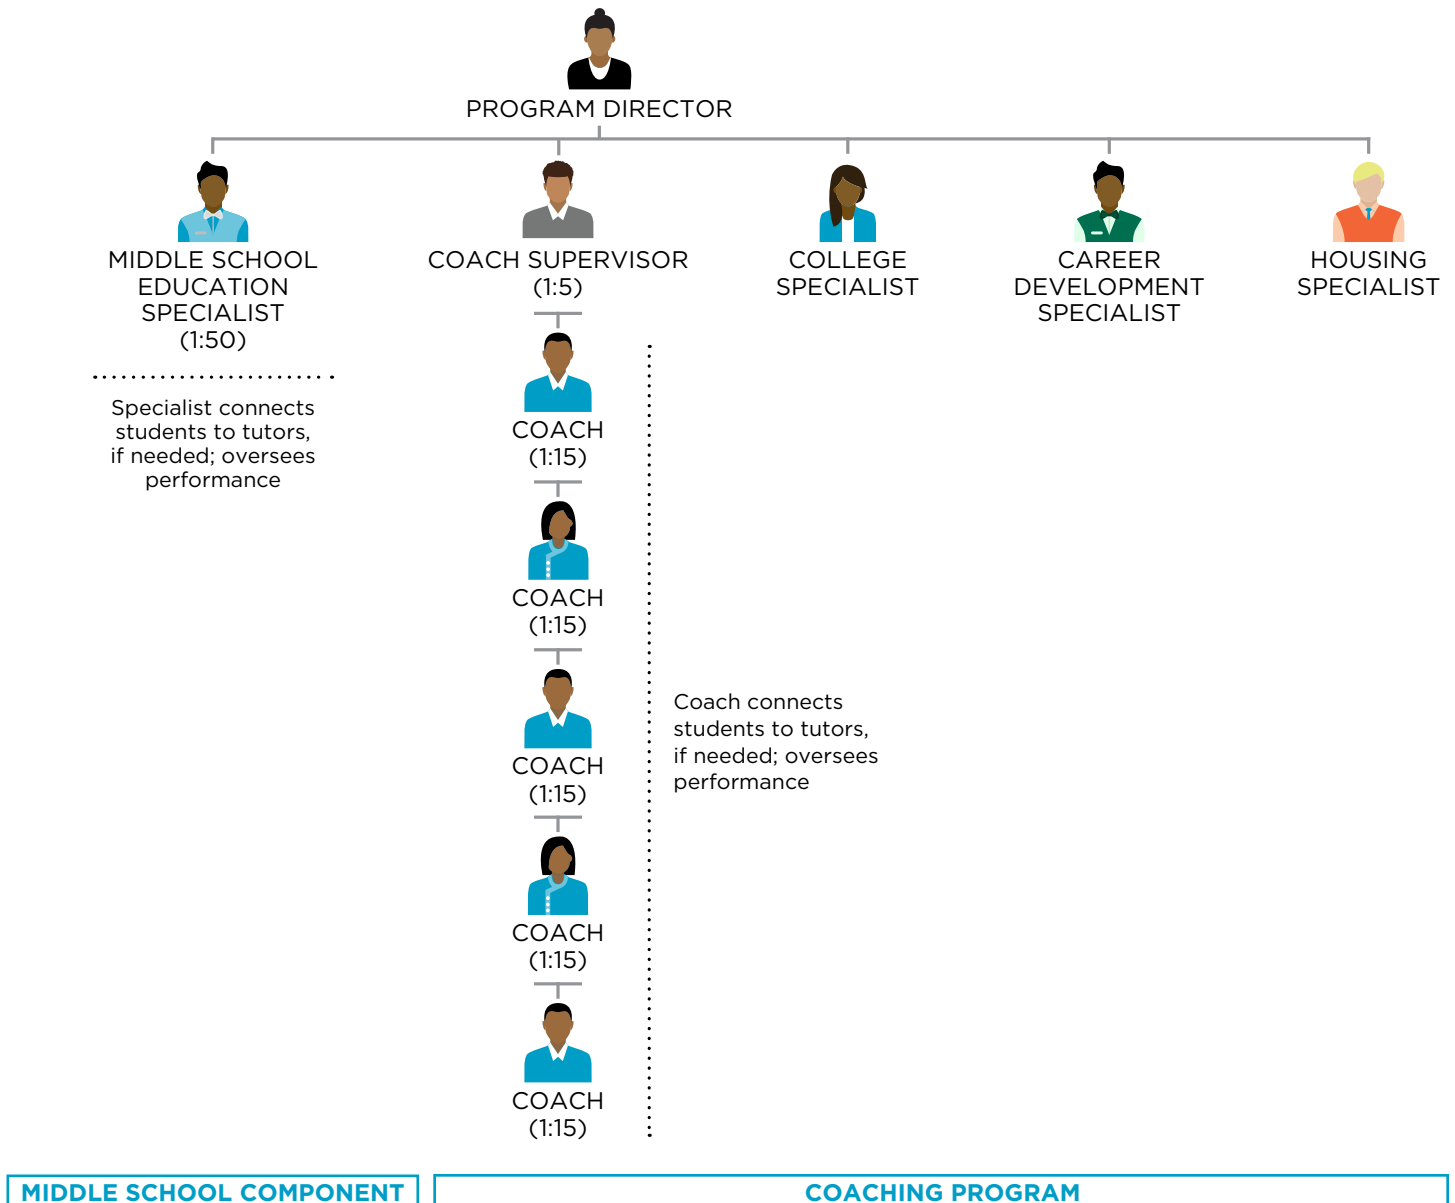 PROGRAM DIRECTOR
MIDDLE SCHOOL
EDUCATION
SPECIALIST
(1:50)
Specialist connects
students to tutors,
if needed; oversees
performance
COACH SUPERVISOR
(1:5)
COACH
(1:15)
COACH
(1:15)
COACH
(1:15)
COACH
(1:15)
COACH
(1:15)
Coach connects
students to tutors,
if needed; oversees
performance
COLLEGE
SPECIALIST
CAREER
DEVELOPMENT
SPECIALIST
HOUSING
SPECIALIST
MIDDLE SCHOOL COMPONENT
COACHING PROGRAM